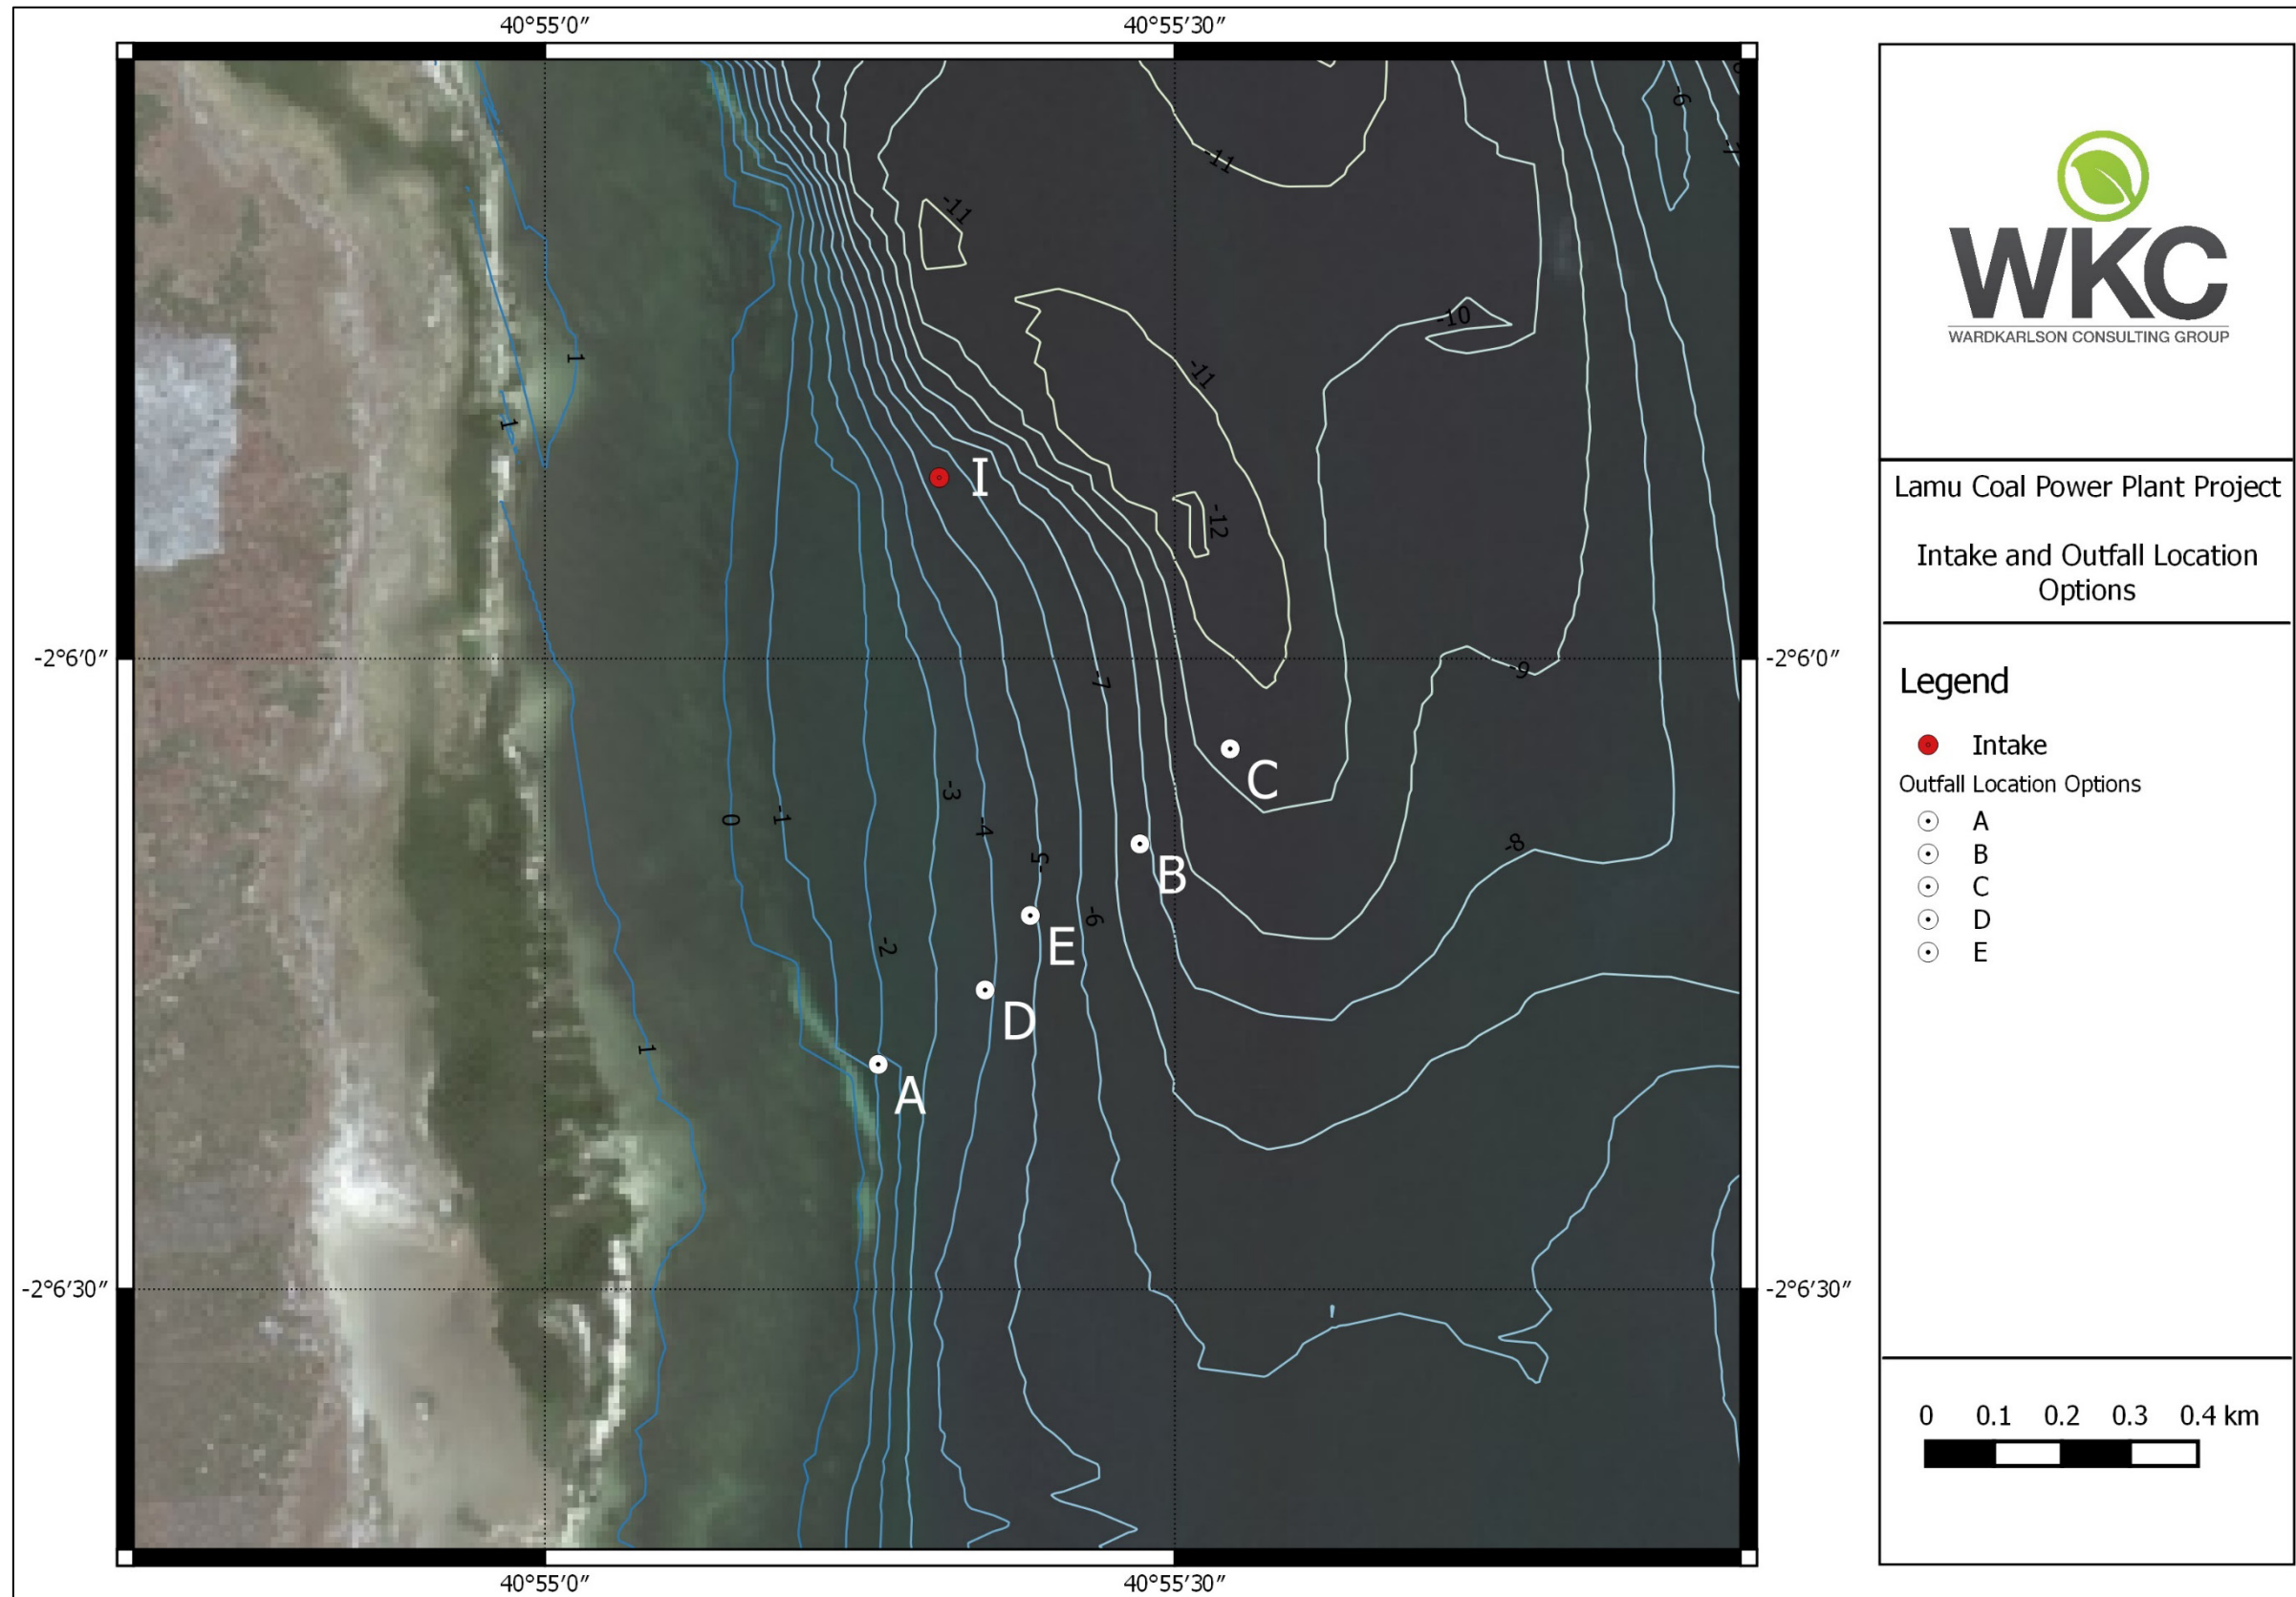 40°55′0″
40°55′30″
-6
-11
-11
1
-10
-11
1
I
-12
-2°6′0″
-2°6′0″
-7
-9
C
-3
0
-1
-4
-8
5-
B
-6
-2
E
D
1
A
-2°6′30″
-2°6′30″
40°55′0″
40°55′30″
WKC
WARDKARLSON CONSULTING GROUP
Lamu Coal Power Plant Project
Intake and Outfall Location
Options
Legend
Intake
Outfall Location Options
A
B
C
D
E
0 0.1 0.2 0.3 0.4 km